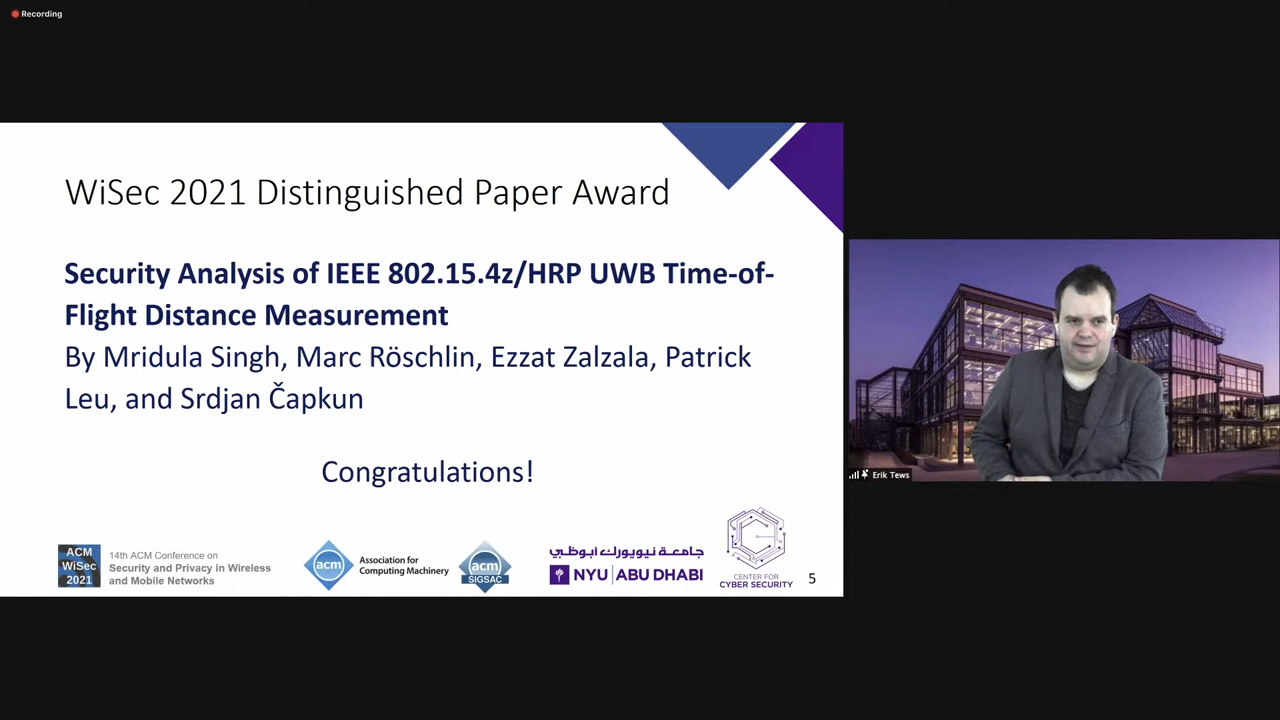 Recording
WiSec 2021 Distinguished Paper Award
Security Analysis of IEEE 802.15.4z/HRP UWB Time-of-
Flight Distance Measurement
By Mridula Singh, Marc Röschlin, Ezzat Zalzala, Patrick
Leu, and Srdjan Čapkun
Congratulations!
ACM
WiSec
2021
14th ACM Conference on
Security and Privacy in Wireless
and Mobile Networks
acm
Association for
Computing Machinery
acm
SIGSAC
جامعة نيويورك أبوظبي
NYU | ABU DHABI
CENTER FOR
CYBER SECURITY
5
Erik Tews